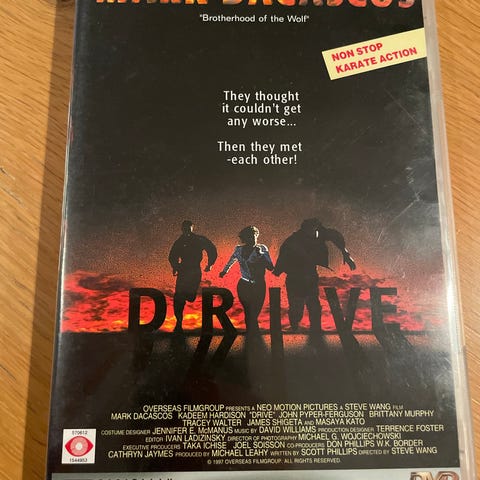 MARK DACASCOS
"Brotherhood of the Wolf"
NON STOP
KARATE ACTION
They thought
it couldn't get
any worse...
Then they met
-each other!
DRIVE
OVERSEAS FILMGROUP PRESENTS A NEO MOTION PICTURES A STEVE WANG FILM
MARK DACASCOS KADEEM HARDISON "DRIVE" JOHN PYPER-FERGUSON BRITTANY MURPHY
TRACEY WALTER JAMES SHIGETA AND MASAYA KATO
COSTUME DESIGNER JENNIFER E. McMANUS MUSIC BY DAVID WILLIAMS PRODUCTION DESIGNER TERRENCE FOSTER
EDITOR IVAN LADIZINSKY DIRECTOR OF PHOTOGRAPHY MICHAEL G. WOJCIECHOWSKI
EXECUTIVE PRODUCERS TAKA ICHISE JOEL SOISSON CO-PRODUCERS DON PHILLIPS W.K. BORDER
CATHRYN JAYMES PRODUCED BY MICHAEL LEAHY WRITTEN BY SCOTT PHILLIPS DIRECTED BY STEVE WANG
© 1997 OVERSEAS FILMGROUP. ALL RIGHTS RESERVED.
579612
1544953
DVD